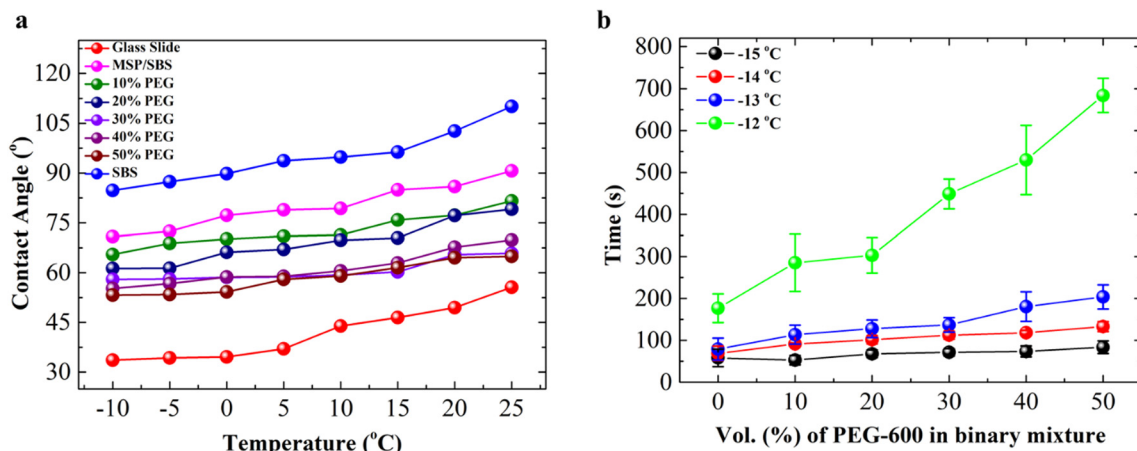 a
Contact Angle (°)
120
105
90
75
60
45
30
Glass Slide
MSP/SBS
10% PEG
20% PEG
30% PEG
40% PEG
50% PEG
SBS
-10 -5 0 5 10 15 20 25
Temperature (°C)
b
Time (s)
800
700
600
500
400
300
200
100
0
-15 °C
-14 °C
-13 °C
-12 °C
0 10 20 30 40 50
Vol. (%) of PEG-600 in binary mixture